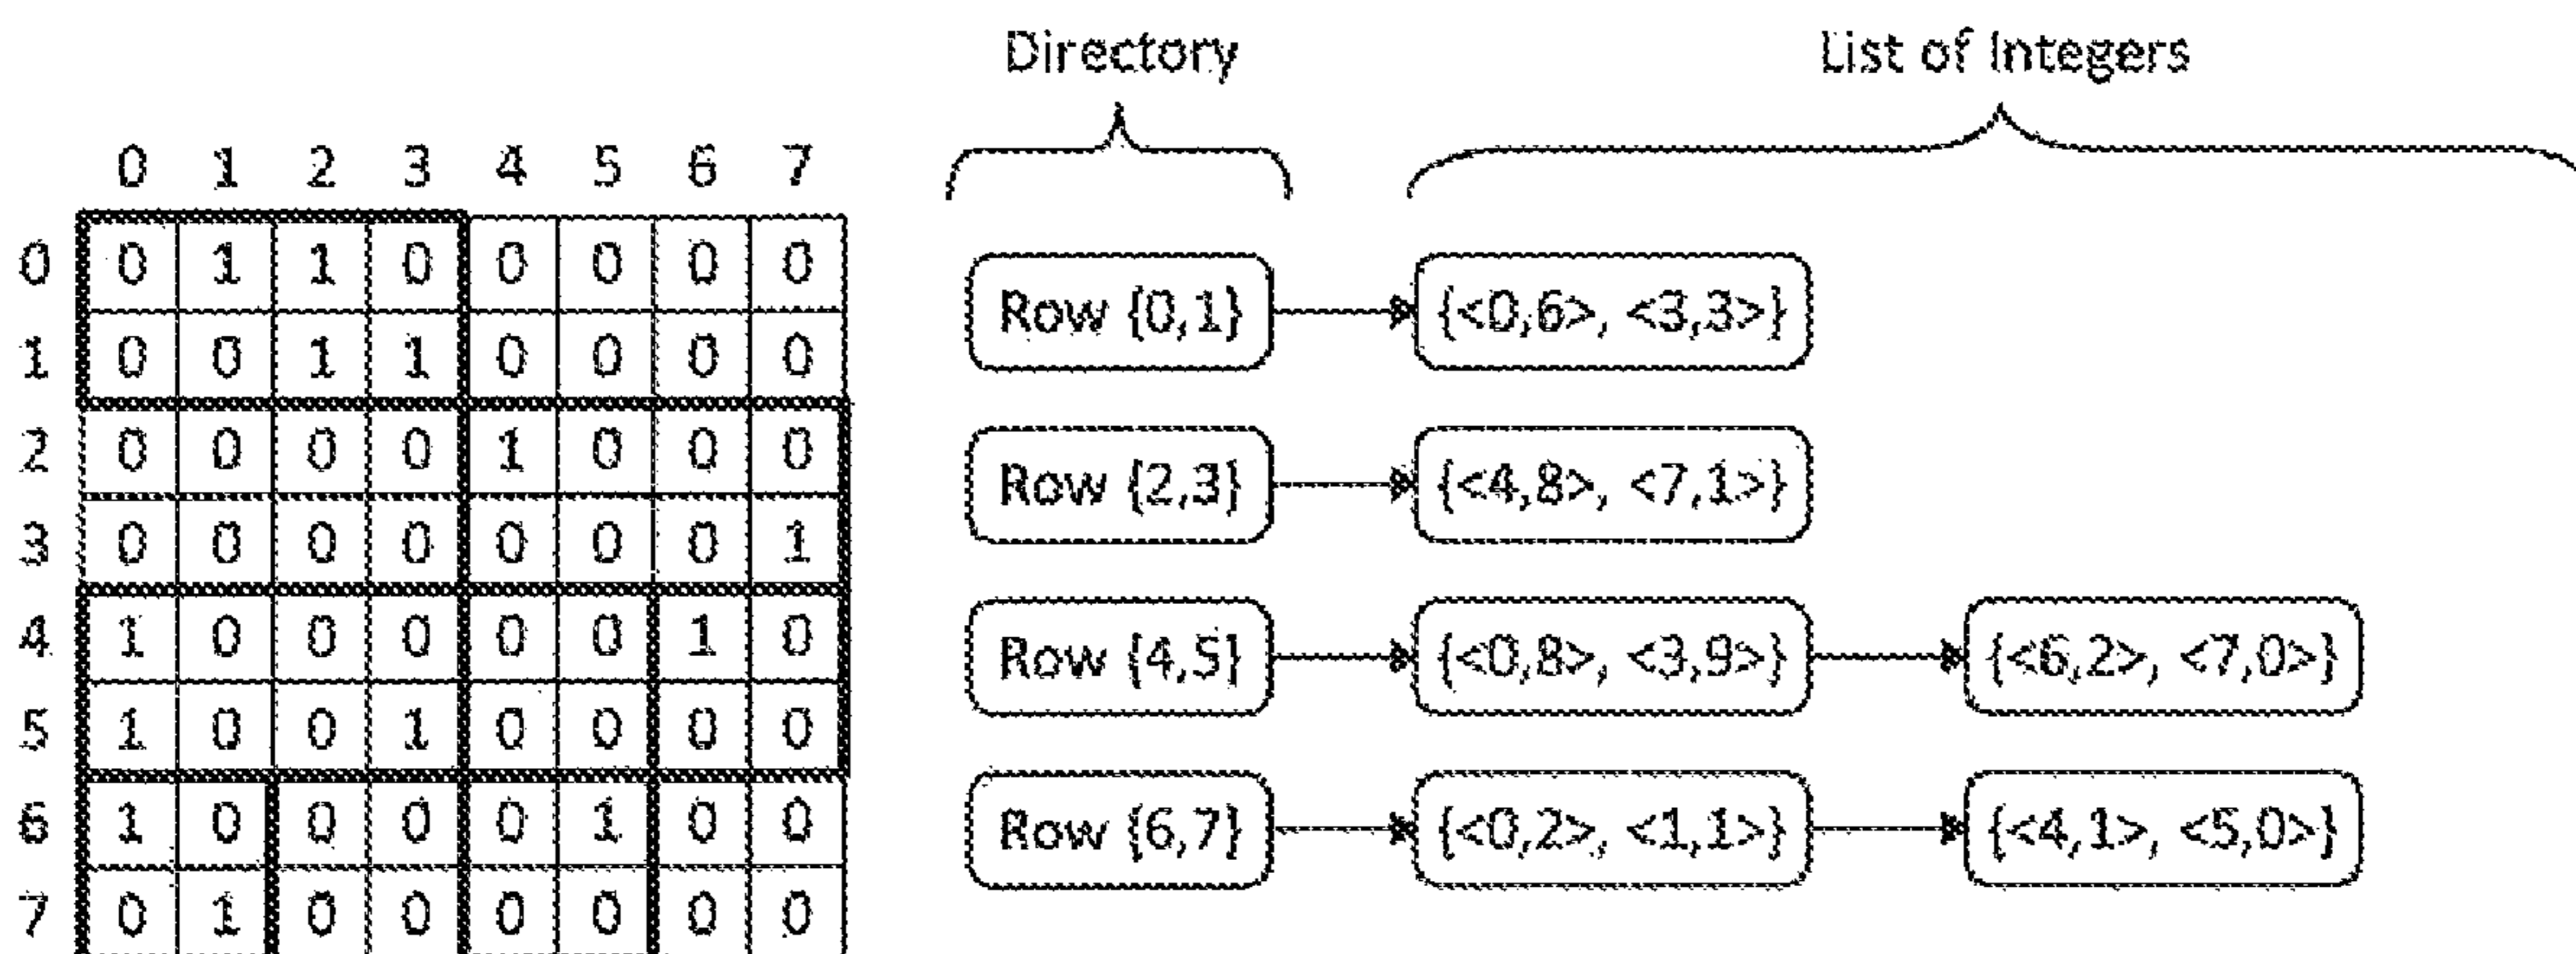 Directory List of Integers
0 1 2 3 4 5 6 7
0 0 1 1 0 0 0 0 0
1 0 0 1 1 0 0 0 0
Row {0,1} {<0,6>, <3,3>}
2 0 0 0 0 1 0 0 0
3 0 0 0 0 0 0 0 1
Row {2,3} {<4,8>, <7,1>}
4 1 0 0 0 0 0 1 0
5 1 0 0 1 0 0 0 0
Row {4,5} {<0,8>, <3,9>} {<6,2>, <7,0>}
6 1 0 0 0 0 1 0 0
7 0 1 0 0 0 0 0 0
Row {6,7} {<0,2>, <1,1>} {<4,1>, <5,0>}